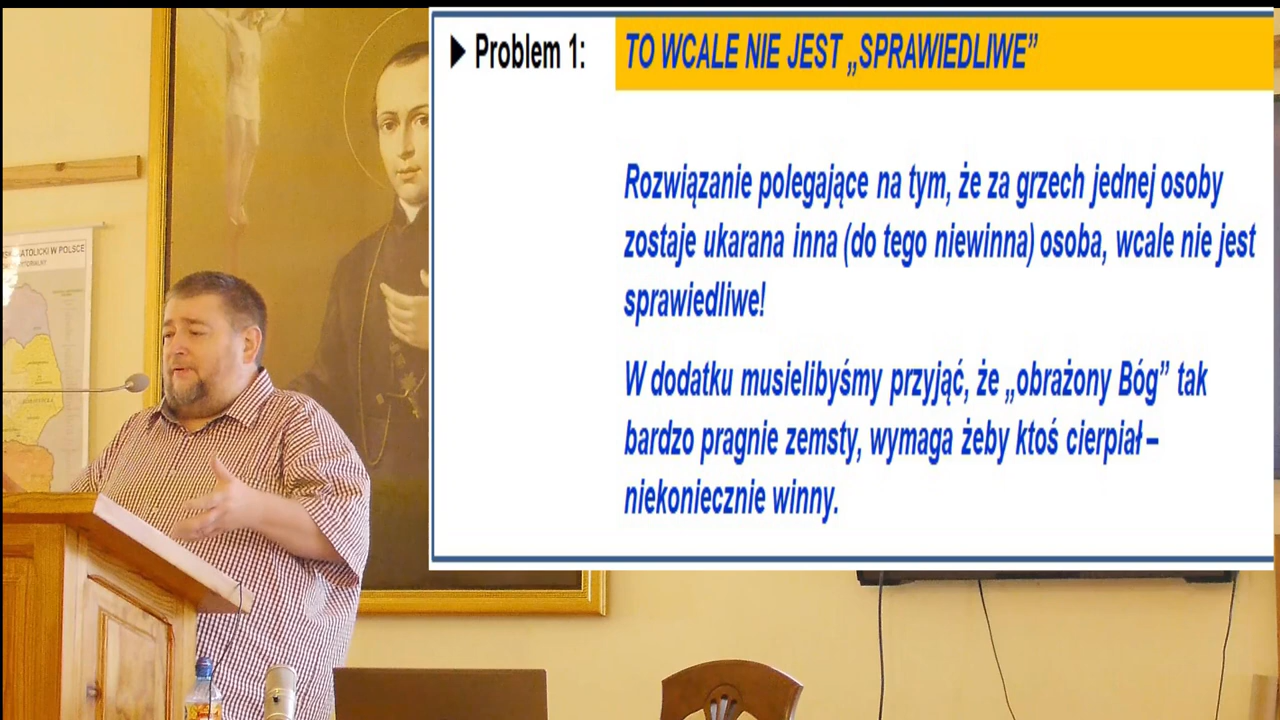 Problem 1: TO WCALE NIE JEST „SPRAWIEDLIWE”
Rozwiązanie polegające na tym, że za grzech jednej osoby
zostaje ukarana inna (do tego niewinna) osoba, wcale nie jest
sprawiedliwe!
W dodatku musielibyśmy przyjąć, że „obrażony Bóg” tak
bardzo pragnie zemsty, wymaga żeby ktoś cierpiał –
niekoniecznie winny.
W POLSCE